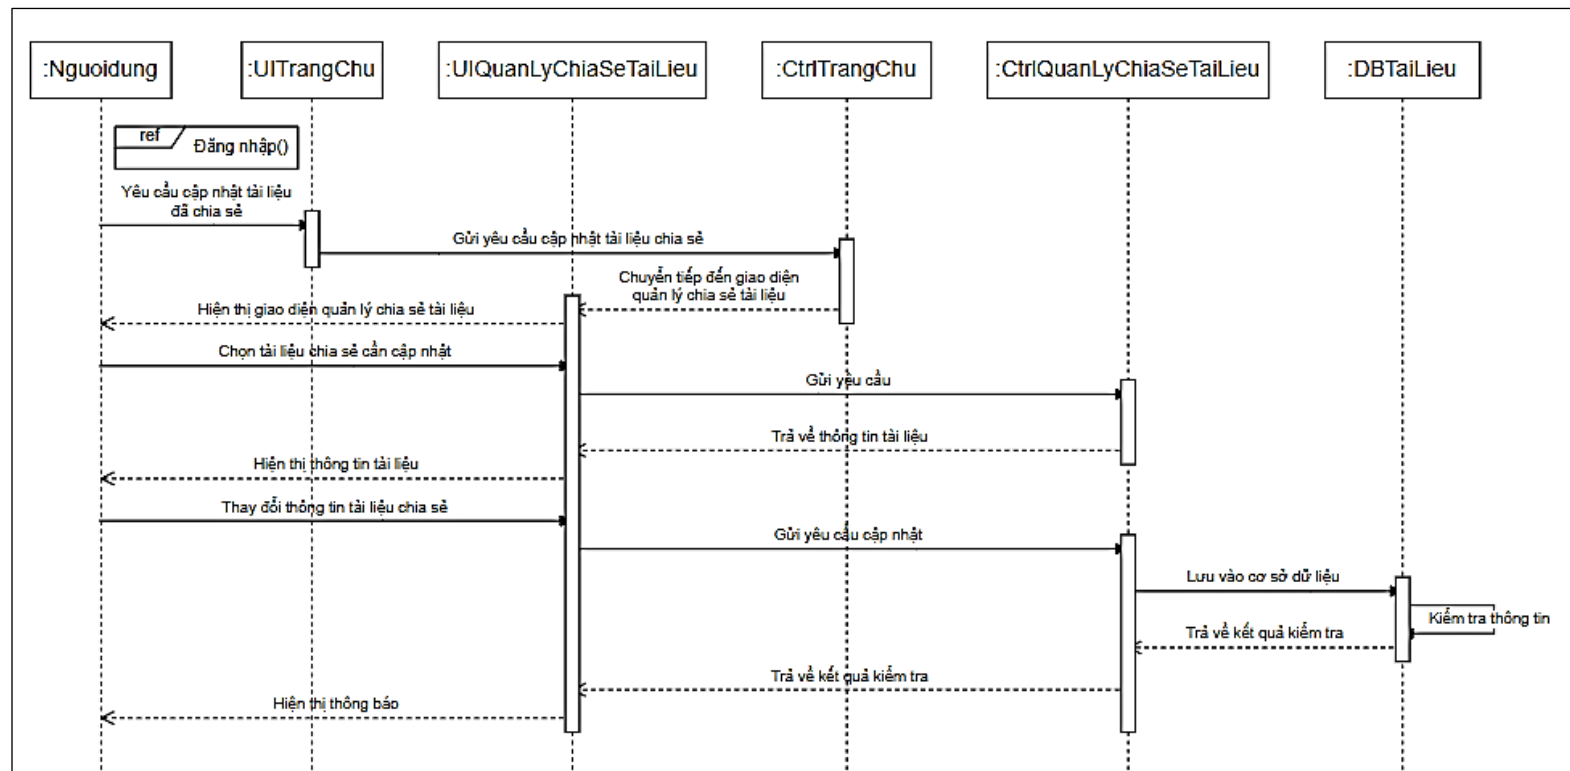 :Nguoidung
:UITrangChu
:UIQuanLyChiaSeTaiLieu
:CtrlTrangChu
:CtrlQuanLyChiaSeTaiLieu
:DBTaiLieu
ref
Đăng nhập()
Yêu cầu cập nhật tài liệu
đã chia sẻ
Gửi yêu cầu cập nhật tài liệu chia sẻ
Chuyển tiếp đến giao diện
quản lý chia sẻ tài liệu
Hiện thị giao diện quản lý chia sẻ tài liệu
Chọn tài liệu chia sẻ cần cập nhật
Gửi yêu cầu
Trả về thông tin tài liệu
Hiện thị thông tin tài liệu
Thay đổi thông tin tài liệu chia sẻ
Gửi yêu cầu cập nhật
Lưu vào cơ sở dữ liệu
Kiểm tra thông tin
Trả về kết quả kiểm tra
Trả về kết quả kiểm tra
Hiện thị thông báo